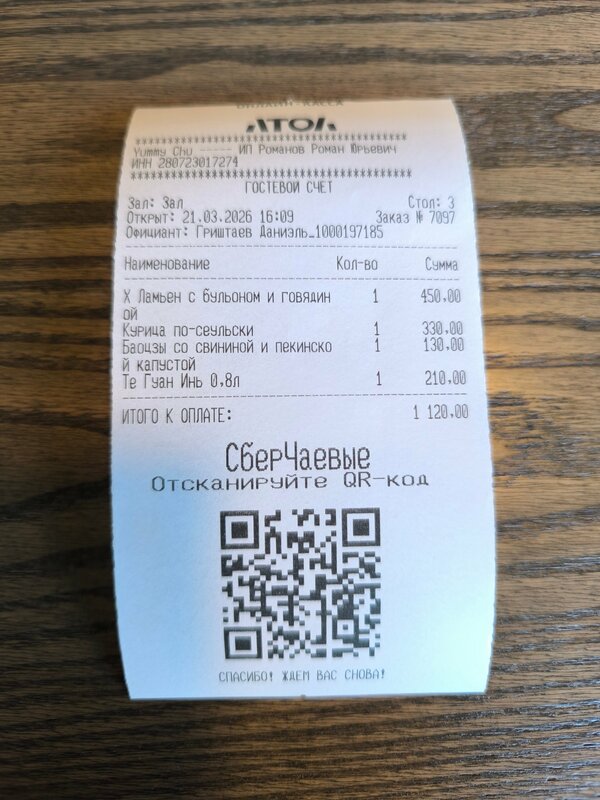 ОНЛАЙН-КАССА
АТОЛ
****************************************
Yummy Chu ----- ИП Романов Роман Юрьевич
ИНН 280723017274
****************************************
ГОСТЕВОЙ СЧЕТ
Зал: Зал Стол: 3
Открыт: 21.03.2026 16:09 Заказ № 7097
Официант: Гриштаев Даниэль_1000197185
Наименование Кол-во Сумма
Х Ламьен с бульоном и говядин 1 450,00
ой
Курица по-сеульски 1 330,00
Баоцзы со свининой и пекинско 1 130,00
й капустой
Те Гуан Инь 0,8л 1 210,00
ИТОГО К ОПЛАТЕ: 1 120,00
СберЧаевые
Отсканируйте QR-код
СПАСИБО! ЖДЕМ ВАС СНОВА!